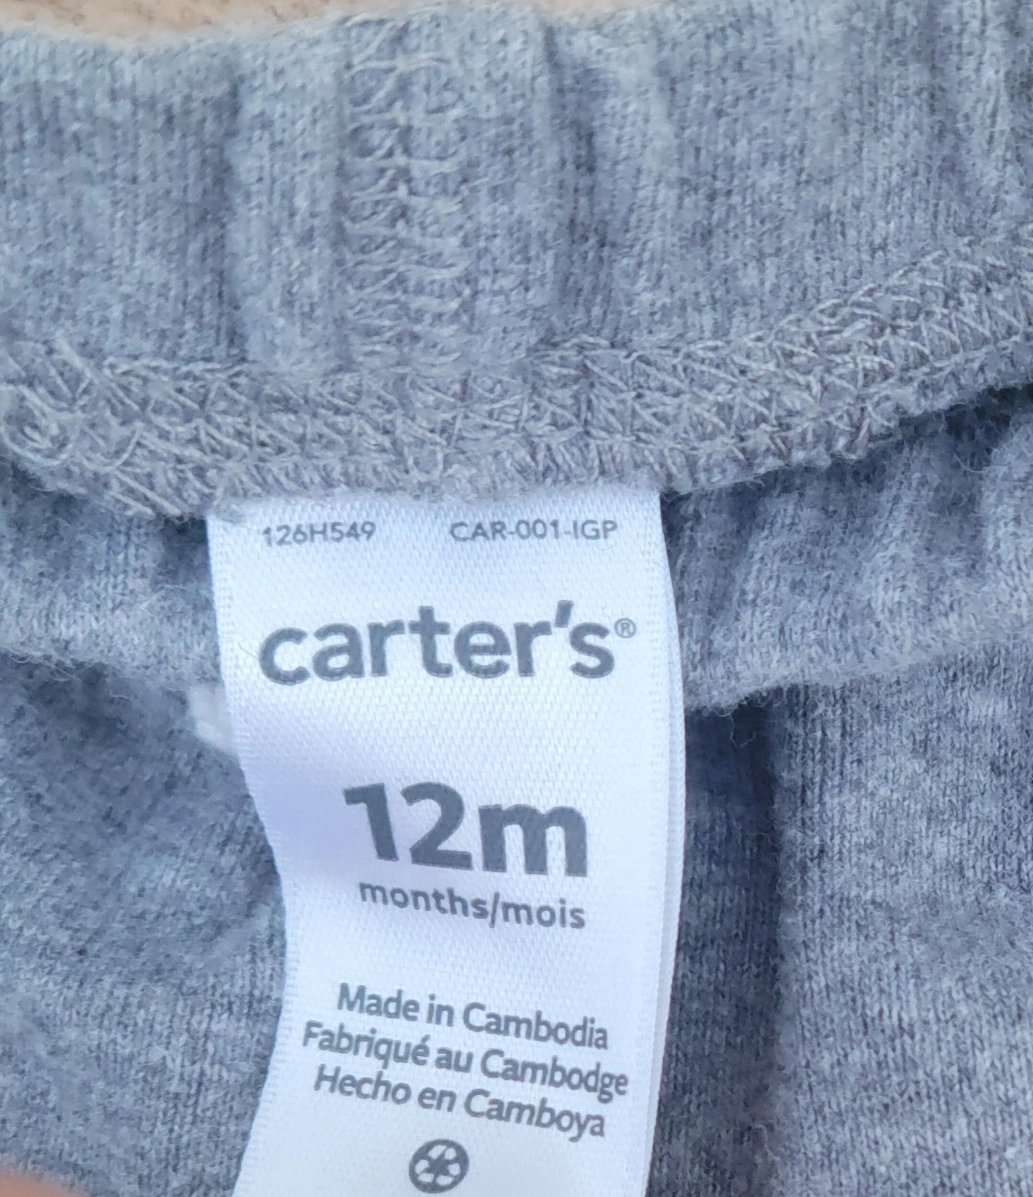 126H549 CAR-001-IGP
carter's®
12m
months/mois
Made in Cambodia
Fabriqué au Cambodge
Hecho en Camboya